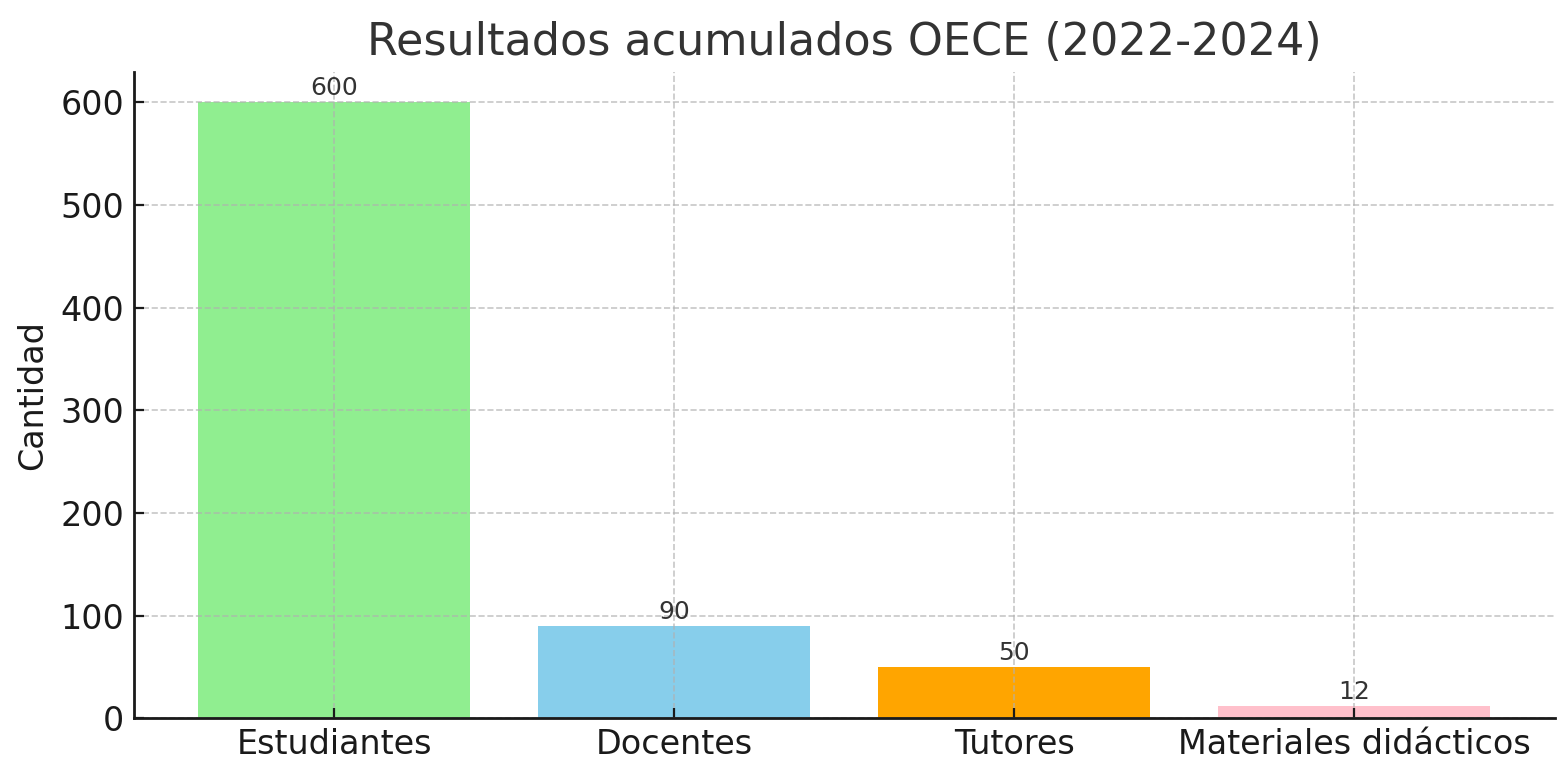 Resultados acumulados OECE (2022-2024)
Cantidad
600
500
400
300
200
100
0
600
90
50
12
Estudiantes
Docentes
Tutores
Materiales didácticos